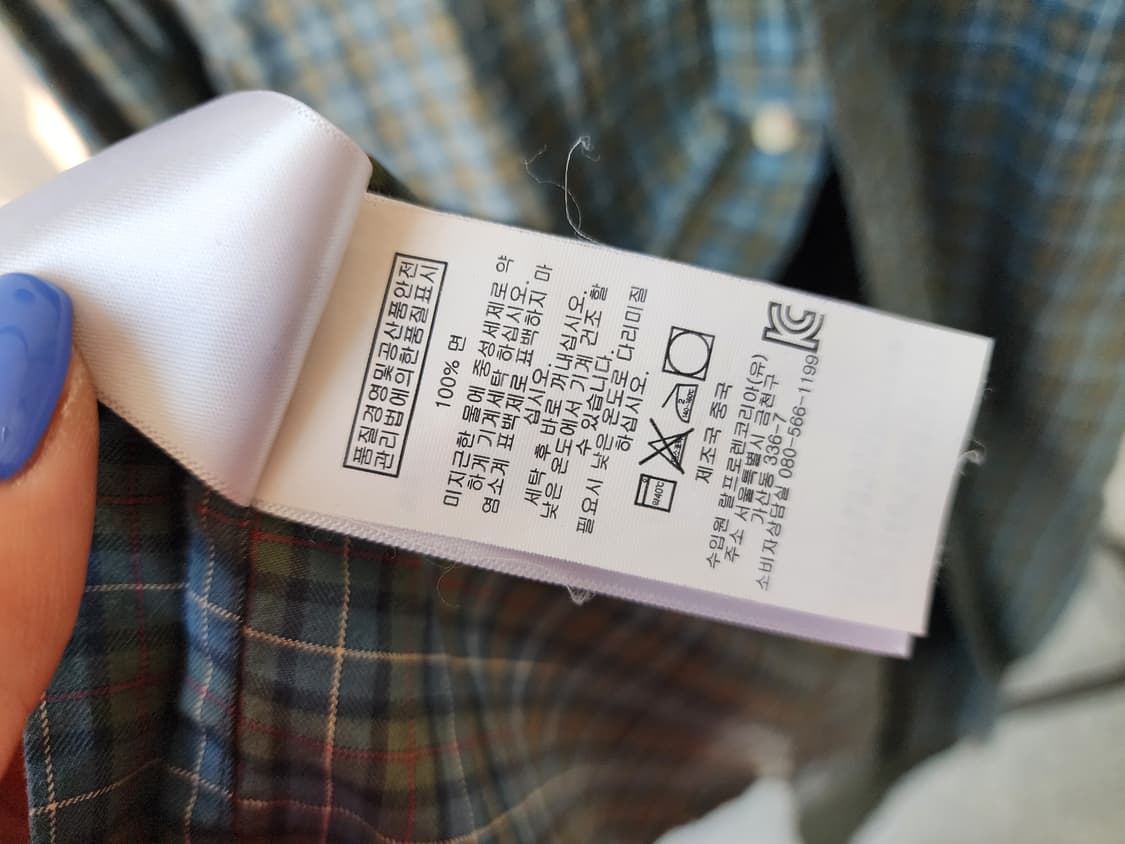 품질경영및공산품안전
관리법에의한품질표시
100% 면
미지근한 물에 중성세제로 약
하게 기계세탁 하십시오.
염소계 표백제로 표백하지 마
십시오.
세탁 후 바로 꺼내십시오.
낮은 온도에서 기계 건조 할
수 있습니다.
필요시 낮은 온도로 다리미질
하십시오.
약40℃
제조국 중국
수입원 랄프로렌코리아(유)
주소 서울특별시 금천구
가산동 336-7
소비자상담실 080-566-1199